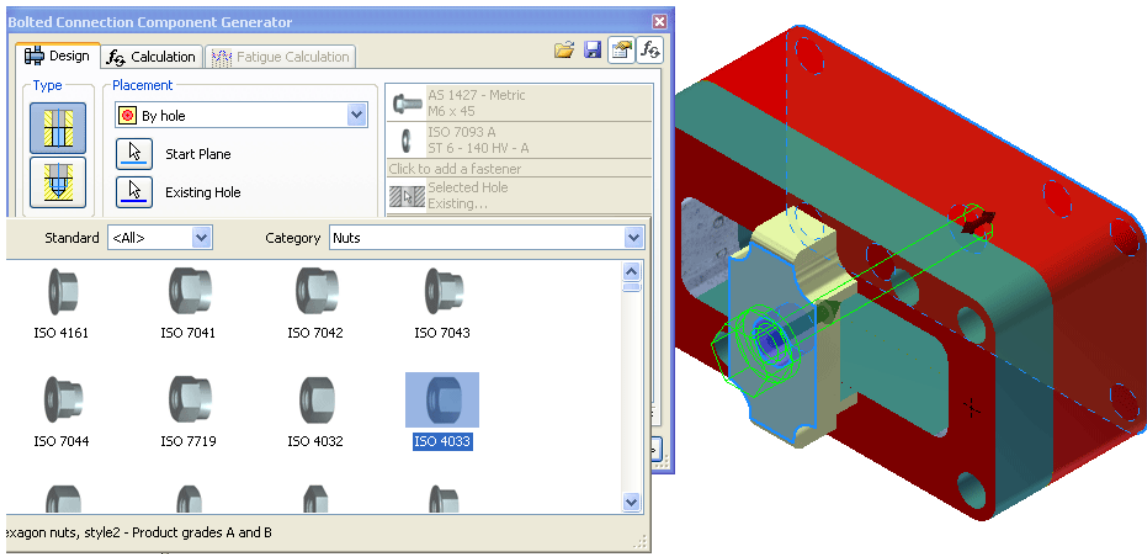 Bolted Connection Component Generator
Design
Calculation
Fatigue Calculation
Type
Placement
By hole
Start Plane
Existing Hole
AS 1427 - Metric
M6 x 45
ISO 7093 A
ST 6 - 140 HV - A
Click to add a fastener
Selected Hole
Existing...
Standard <All> Category Nuts
ISO 4161 ISO 7041 ISO 7042 ISO 7043
ISO 7044 ISO 7719 ISO 4032 ISO 4033
nuts, style2 - Product grades A and B